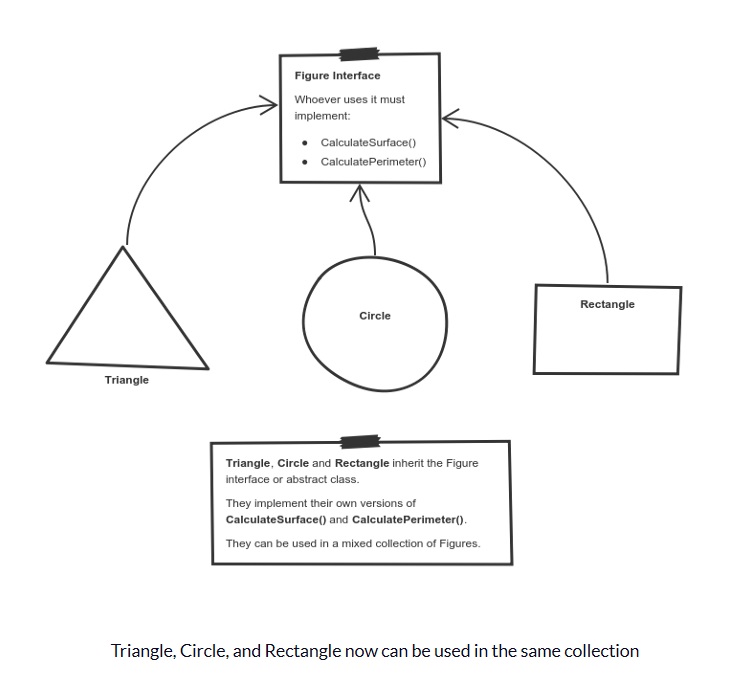 Figure Interface
Whoever uses it must
implement:
• CalculateSurface()
• CalculatePerimeter()
Circle
Rectangle
Triangle
Triangle, Circle and Rectangle inherit the Figure
interface or abstract class.
They implement their own versions of
CalculateSurface() and CalculatePerimeter().
They can be used in a mixed collection of Figures.
Triangle, Circle, and Rectangle now can be used in the same collection